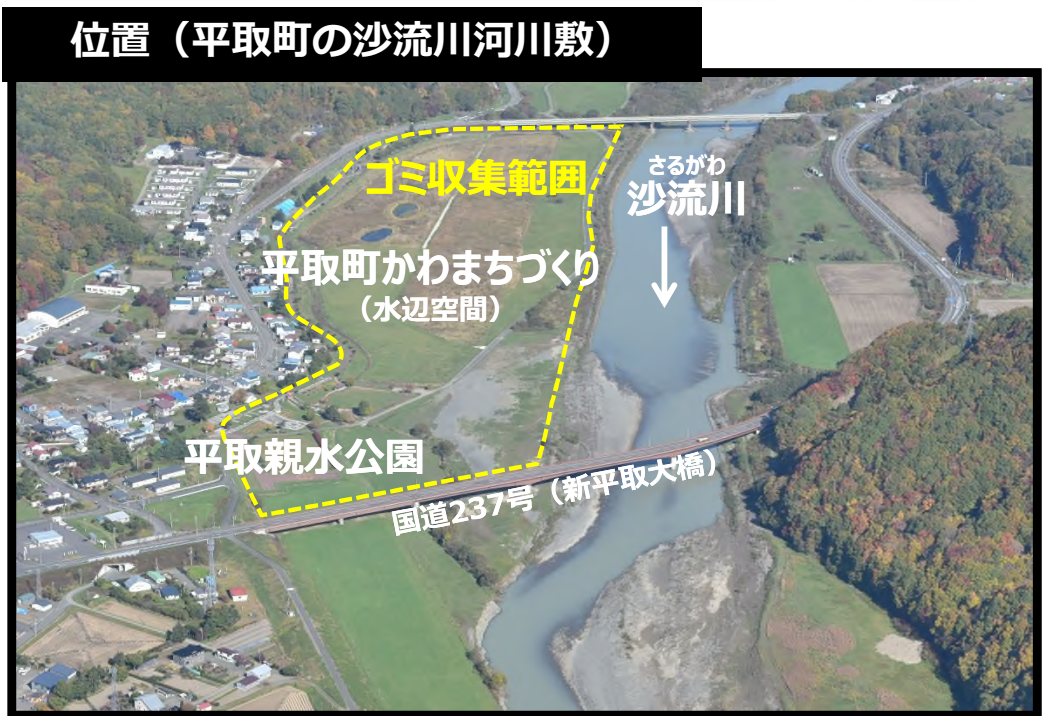 位置（平取町の沙流川河川敷）
ゴミ収集範囲
さるがわ
沙流川
平取町かわまちづくり
（水辺空間）
平取親水公園
国道237号（新平取大橋）